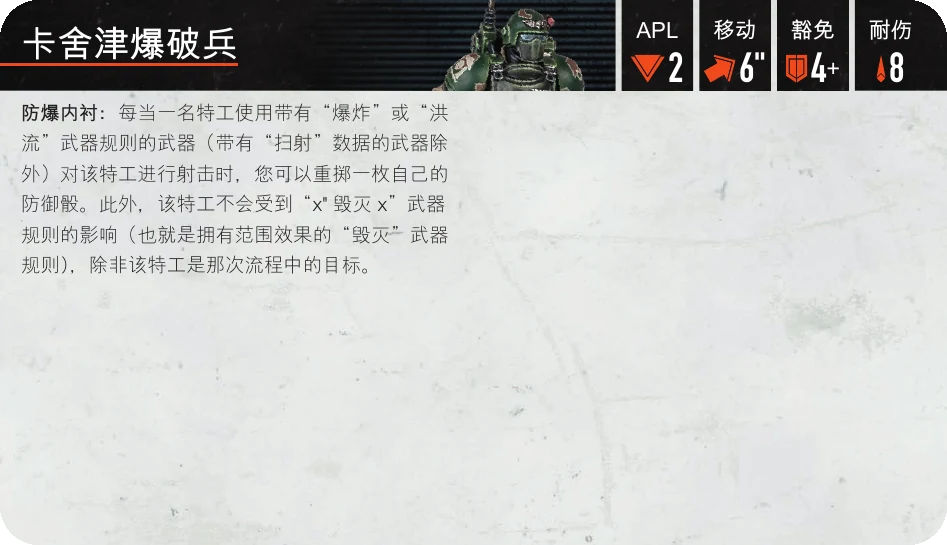 卡舍津爆破兵
APL
2
移动
6"
豁免
4+
耐伤
8
防爆内衬：每当一名特工使用带有“爆炸”或“洪
流”武器规则的武器（带有“扫射”数据的武器除
外）对该特工进行射击时，您可以重掷一枚自己的
防御骰。此外，该特工不会受到“x" 毁灭 x”武器
规则的影响（也就是拥有范围效果的“毁灭”武器
规则），除非该特工是那次流程中的目标。